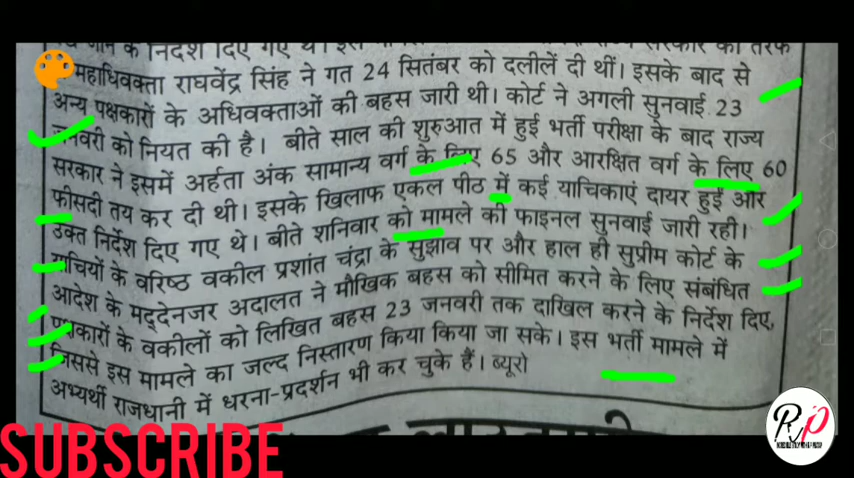 के निर्देश दिए गए थे। इस
सरकार की तरफ
महाधिवक्ता राघवेंद्र सिंह ने गत 24 सितंबर को दलीलें दी थीं। इसके बाद से
अन्य पक्षकारों के अधिवक्ताओं की बहस जारी थी। कोर्ट ने अगली सुनवाई 23
जनवरी को नियत की है। बीते साल की शुरुआत में हुई भर्ती परीक्षा के बाद राज्य
सरकार ने इसमें अर्हता अंक सामान्य वर्ग के लिए 65 और आरक्षित वर्ग के लिए 60
फीसदी तय कर दी थी। इसके खिलाफ एकल पीठ में कई याचिकाएं दायर हुईं और
उक्त निर्देश दिए गए थे। बीते शनिवार को मामले की फाइनल सुनवाई जारी रही।
याचियों के वरिष्ठ वकील प्रशांत चंद्रा के सुझाव पर और हाल ही सुप्रीम कोर्ट के
आदेश के मद्देनजर अदालत ने मौखिक बहस को सीमित करने के लिए संबंधित
पक्षकारों के वकीलों को लिखित बहस 23 जनवरी तक दाखिल करने के निर्देश दिए,
जिससे इस मामले का जल्द निस्तारण किया किया जा सके। इस भर्ती मामले में
अभ्यर्थी राजधानी में धरना-प्रदर्शन भी कर चुके हैं। ब्यूरो
SUBSCRIBE